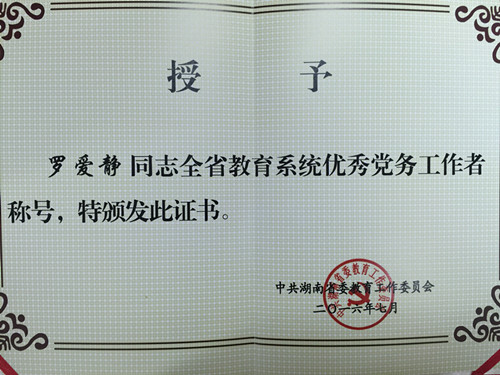 授 予
罗爱静同志全省教育系统优秀党务工作者
称号，特颁发此证书。
中共湖南省委教育工作委员会
二〇一六年七月